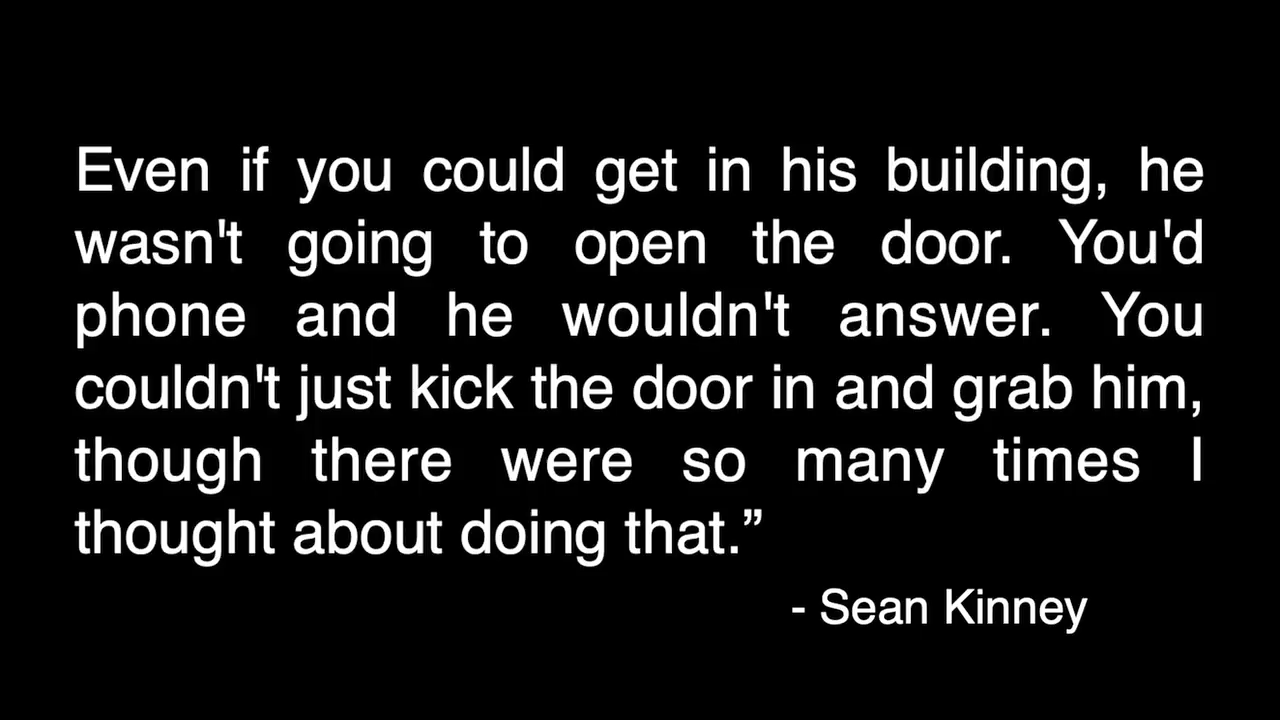 Even if you could get in his building, he
wasn't going to open the door. You'd
phone and he wouldn't answer. You
couldn't just kick the door in and grab him,
though there were so many times I
thought about doing that.”
- Sean Kinney